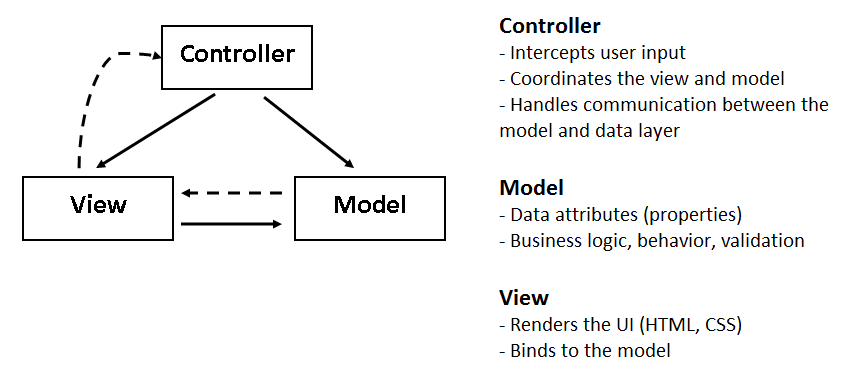 Controller
View
Model
Controller
- Intercepts user input
- Coordinates the view and model
- Handles communication between the
model and data layer
Model
- Data attributes (properties)
- Business logic, behavior, validation
View
- Renders the UI (HTML, CSS)
- Binds to the model